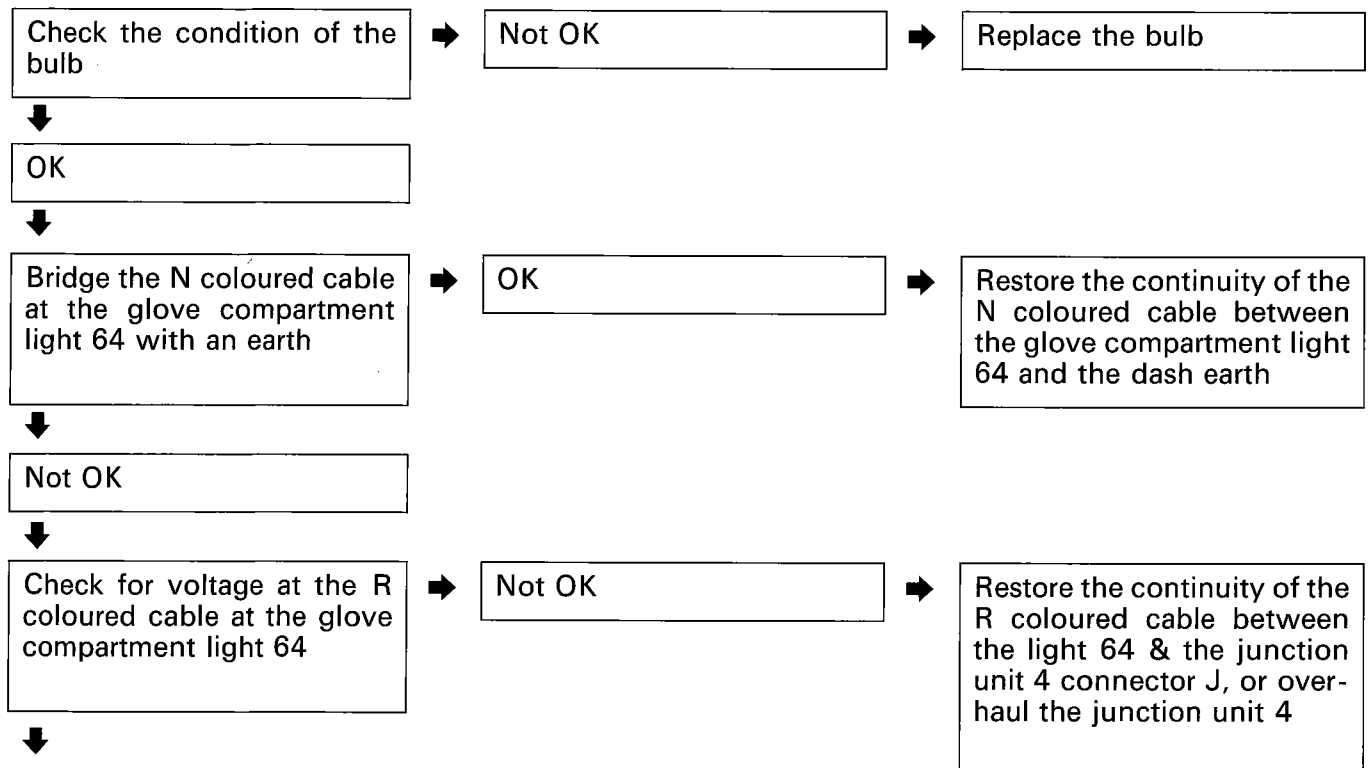 Check the condition of the
bulb
Not OK
Replace the bulb
OK
Bridge the N coloured cable
at the glove compartment
light 64 with an earth
OK
Restore the continuity of the
N coloured cable between
the glove compartment light
64 and the dash earth
Not OK
Check for voltage at the R
coloured cable at the glove
compartment light 64
Not OK
Restore the continuity of the
R coloured cable between
the light 64 & the junction
unit 4 connector J, or over-
haul the junction unit 4